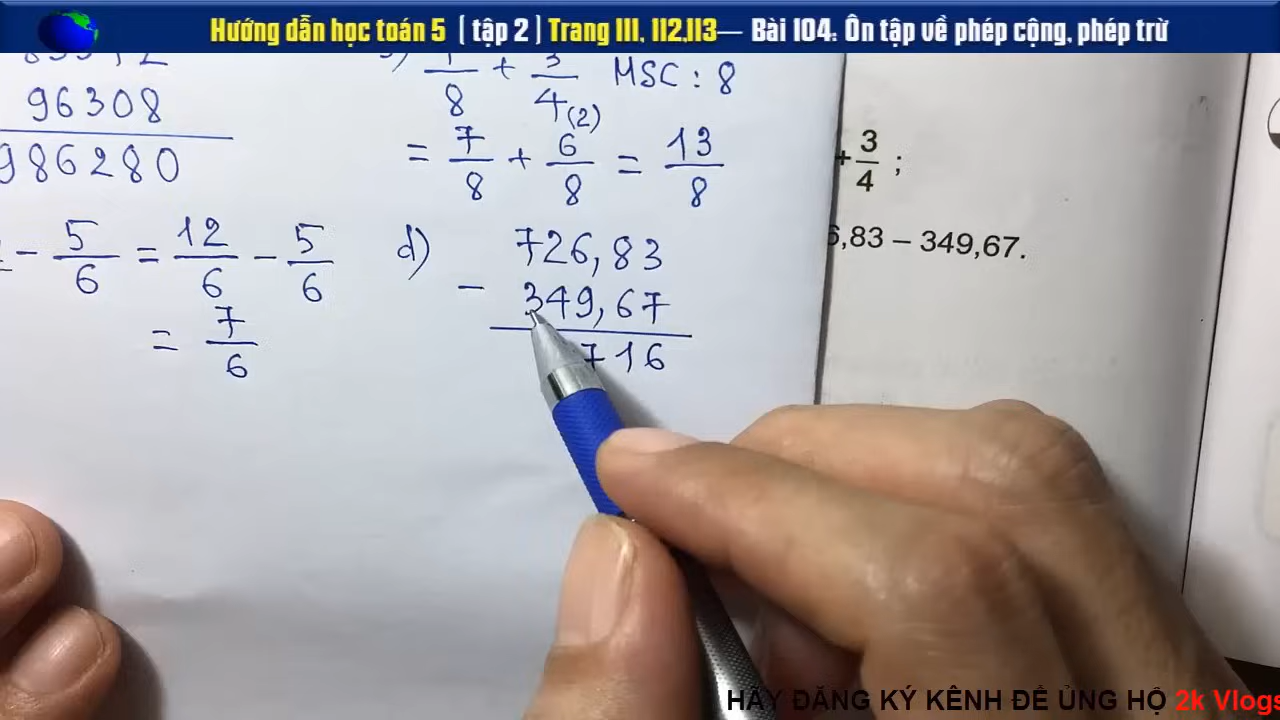 Hướng dẫn học toán 5 ( tập 2 ) Trang 111, 112,113— Bài 104: Ôn tập về phép cộng, phép trừ
96308
986280
7/8 + 3/4 (2) MSC : 8
= 7/8 + 6/8 = 13/8
- 5/6 = 12/6 - 5/6
= 7/6
d) 726,83
- 349,67
716
+ 3/4 ;
6,83 – 349,67.
HÃY ĐĂNG KÝ KÊNH ĐỂ ỦNG HỘ 2k Vlogs